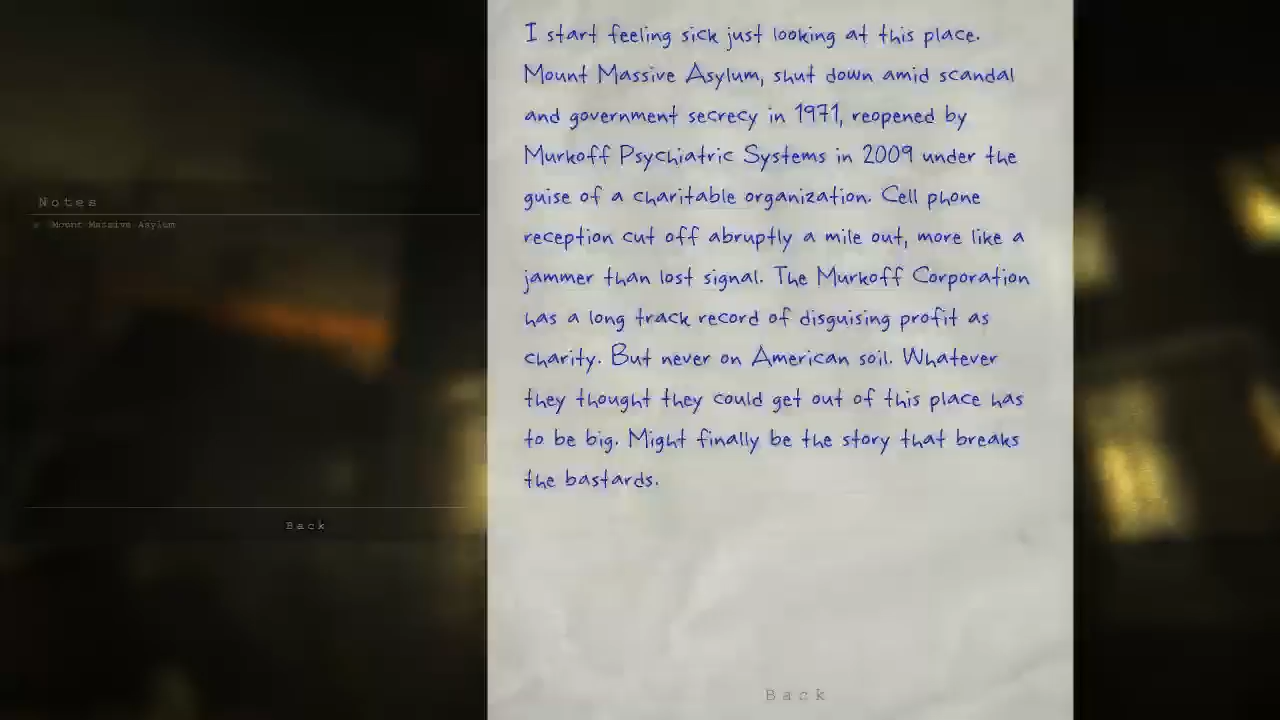 Notes
Mount Massive Asylum
Back
I start feeling sick just looking at this place.
Mount Massive Asylum, shut down amid scandal
and government secrecy in 1971, reopened by
Murkoff Psychiatric Systems in 2009 under the
guise of a charitable organization. Cell phone
reception cut off abruptly a mile out, more like a
jammer than lost signal. The Murkoff Corporation
has a long track record of disguising profit as
charity. But never on American soil. Whatever
they thought they could get out of this place has
to be big. Might finally be the story that breaks
the bastards.
Back